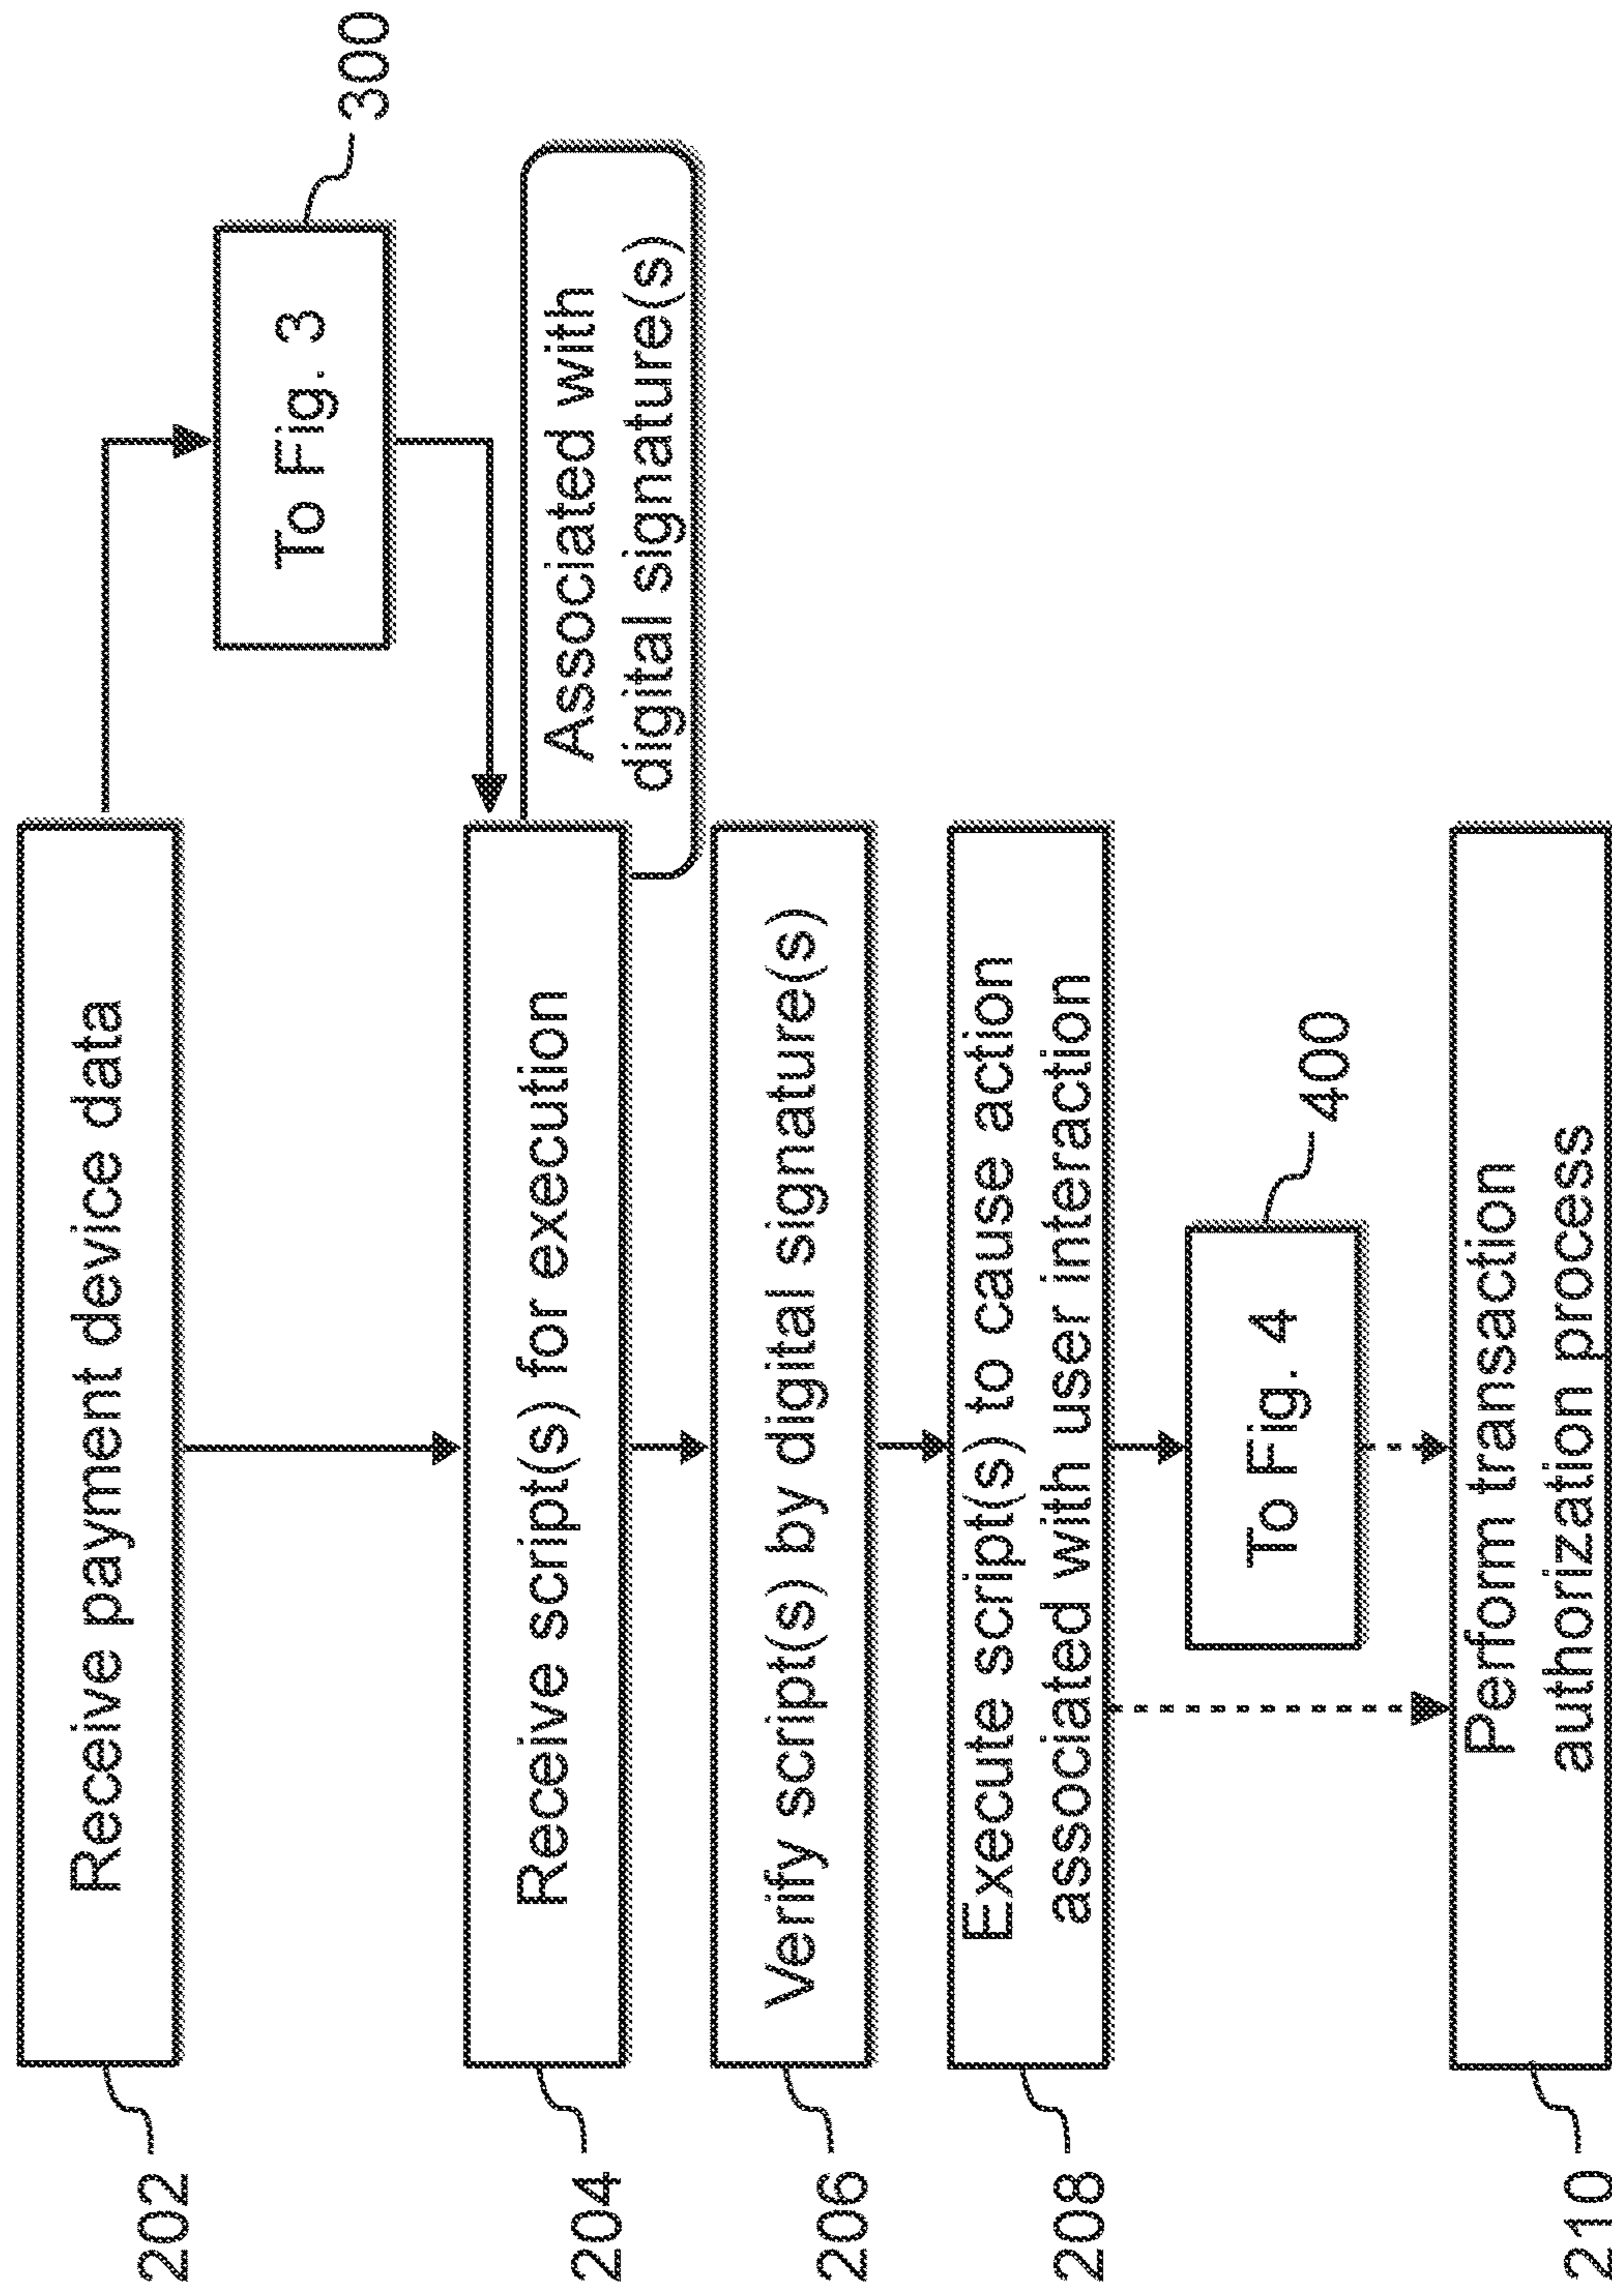 202
Receive payment device data
To Fig. 3
300
204
Receive script(s) for execution
Associated with
digital signature(s)
206
Verify script(s) by digital signature(s)
208
Execute script(s) to cause action
associated with user interaction
To Fig. 4
400
210
Perform transaction
authorization process